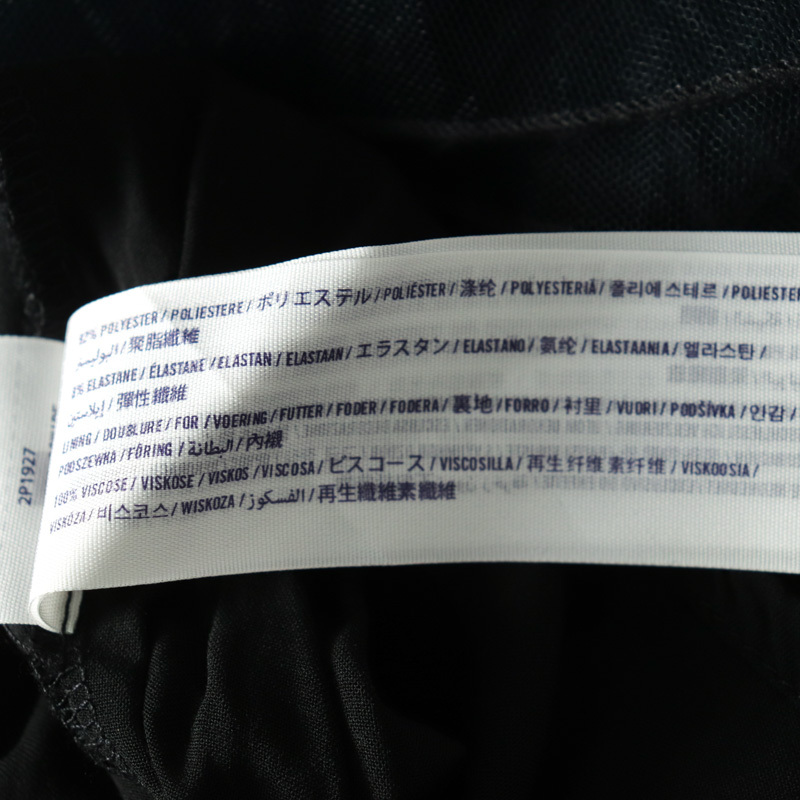 92% POLYESTER / POLIESTERE / ポリエステル / POLIÉSTER / 涤纶 / POLYESTERIÄ / 폴리에스테르 / POLIESTER
البوليستر / 聚脂纖維
8% ELASTANE / ÉLASTANE / ELASTAN / ELASTAAN / エラスタン / ELASTANO / 氨纶 / ELASTAANIA / 엘라스탄 /
إيلاستين / 彈性纖維
LINING / DOUBLURE / FOR / VOERING / FUTTER / FODER / FODERA / 裏地 / FORRO / 衬里 / VUORI / PODŠÍVKA / 안감 /
PODSZEWKA / FÓRING / البطانة / 內襯
100% VISCOSE / VISKOSE / VISKOS / VISCOSA / ビスコース / VISCOSILLA / 再生纤维素纤维 / VISKOOSIA /
VISKÓZA / 비스코스 / WISKOZA / الفسكوز / 再生纖維素纖維
2P1927